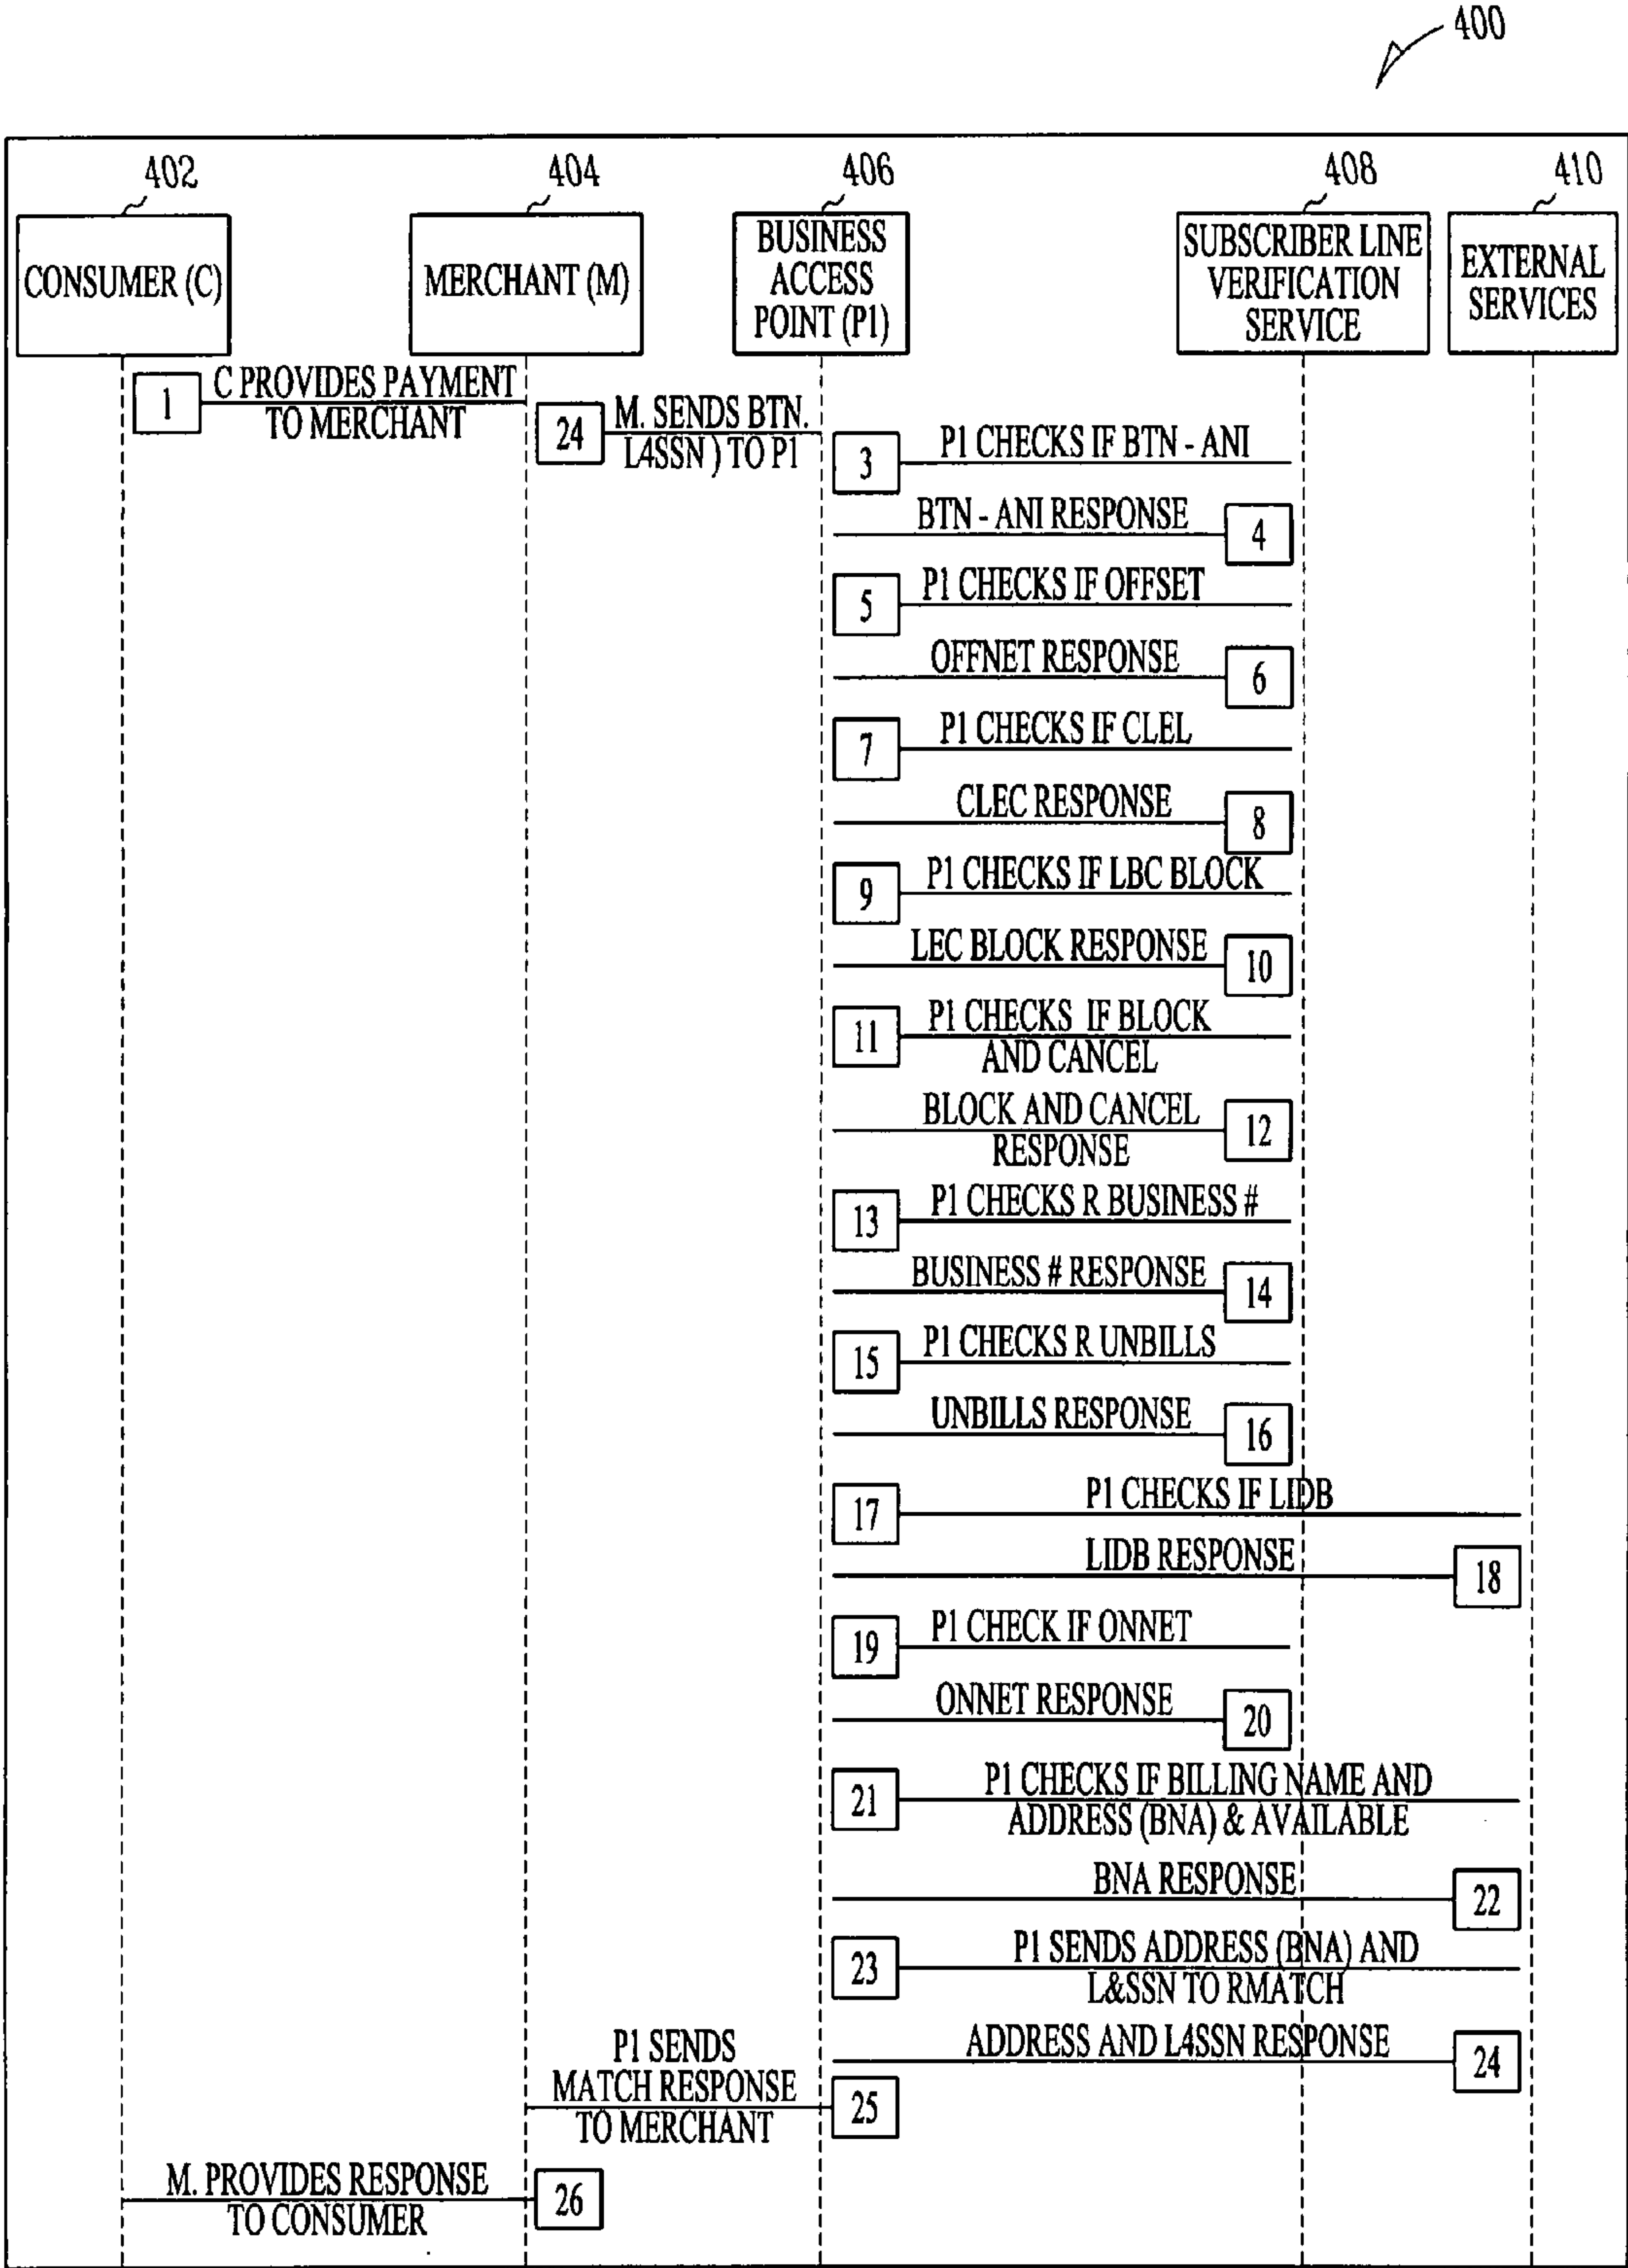 400
402
404
406
408
410
CONSUMER (C)
MERCHANT (M)
BUSINESS
ACCESS
POINT (P1)
SUBSCRIBER LINE
VERIFICATION
SERVICE
EXTERNAL
SERVICES
1
C PROVIDES PAYMENT
TO MERCHANT
24
M. SENDS BTN.
L4SSN ) TO P1
3
P1 CHECKS IF BTN - ANI
BTN - ANI RESPONSE
4
5
P1 CHECKS IF OFFSET
OFFNET RESPONSE
6
7
P1 CHECKS IF CLEL
CLEC RESPONSE
8
9
P1 CHECKS IF LBC BLOCK
LEC BLOCK RESPONSE
10
11
P1 CHECKS IF BLOCK
AND CANCEL
BLOCK AND CANCEL
RESPONSE
12
13
P1 CHECKS R BUSINESS #
BUSINESS # RESPONSE
14
15
P1 CHECKS R UNBILLS
UNBILLS RESPONSE
16
17
P1 CHECKS IF LIDB
LIDB RESPONSE
18
19
P1 CHECK IF ONNET
ONNET RESPONSE
20
21
P1 CHECKS IF BILLING NAME AND
ADDRESS (BNA) & AVAILABLE
BNA RESPONSE
22
23
P1 SENDS ADDRESS (BNA) AND
L&SSN TO RMATCH
ADDRESS AND L4SSN RESPONSE
24
P1 SENDS
MATCH RESPONSE
TO MERCHANT
25
M. PROVIDES RESPONSE
TO CONSUMER
26